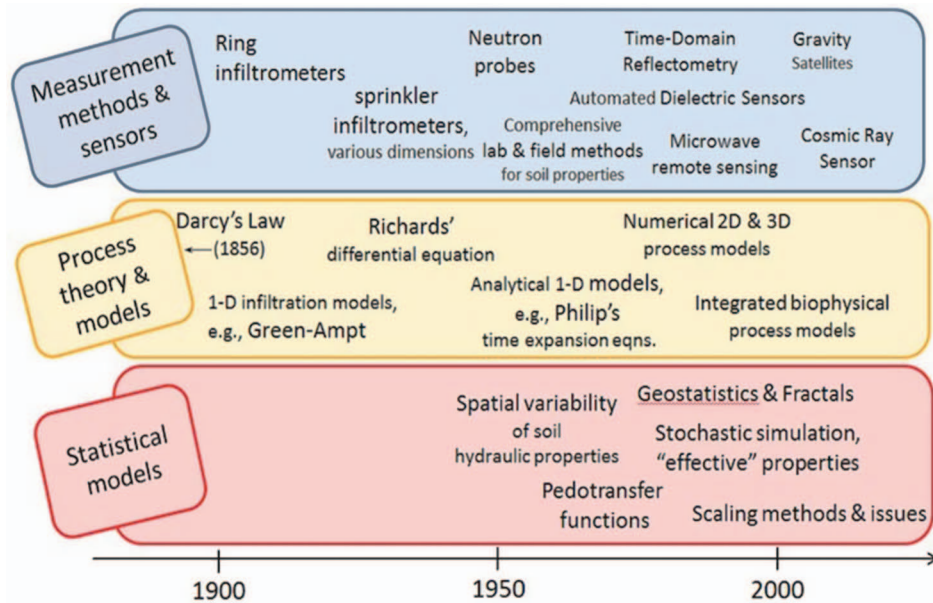 Measurement
methods &
sensors
Ring
infiltrometers
sprinkler
infiltrometers,
various dimensions
Neutron
probes
Comprehensive
lab & field methods
for soil properties
Time-Domain
Reflectometry
Automated Dielectric Sensors
Microwave
remote sensing
Gravity
Satellites
Cosmic Ray
Sensor
Process
theory &
models
Darcy's Law
←(1856)
Richards'
differential equation
Numerical 2D & 3D
process models
1-D infiltration models,
e.g., Green-Ampt
Analytical 1-D models,
e.g., Philip's
time expansion eqns.
Integrated biophysical
process models
Statistical
models
Spatial variability
of soil
hydraulic properties
Geostatistics & Fractals
Stochastic simulation,
"effective" properties
Pedotransfer
functions
Scaling methods & issues
1900
1950
2000